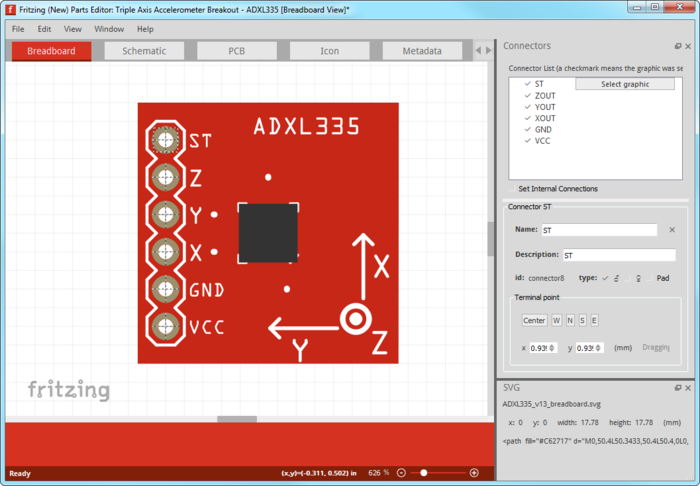 Fritzing (New) Parts Editor: Triple Axis Accelerometer Breakout - ADXL335 [Breadboard View]*
File Edit View Window Help
Breadboard Schematic PCB Icon Metadata
Connectors
Connector List (a checkmark means the graphic was se
ST Select graphic
ZOUT
YOUT
XOUT
GND
VCC
Set Internal Connections
Connector ST
Name: ST
Description: ST
id: connector8 type: Pad
Terminal point
Center W N S E
x 0.939 y 0.939 (mm) Dragging
SVG
ADXL335_v13_breadboard.svg
x: 0 y: 0 width: 17.78 height: 17.78 (mm)
<path fill="#C62717" d="M0,50.4L50.3433,50.4L50.4,0L0,
ADXL335
ST
Z
Y
X
GND
VCC
X
Y
Z
fritzing
Ready (x,y)=(-0.311, 0.502) in 626 %